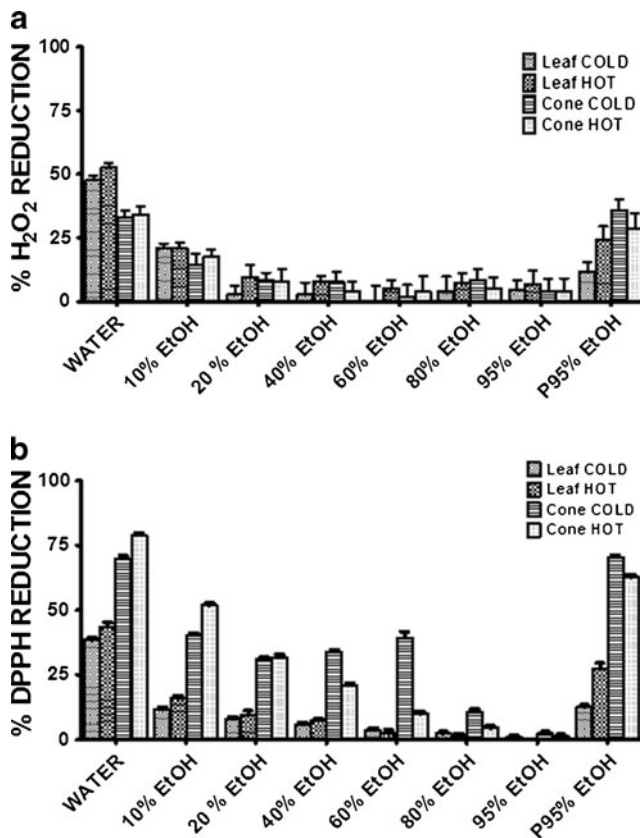 a
% H₂O₂ REDUCTION
100
75
50
25
0
Leaf COLD
Leaf HOT
Cone COLD
Cone HOT
WATER
10% EtOH
20 % EtOH
40% EtOH
60% EtOH
80% EtOH
95% EtOH
P95% EtOH
b
% DPPH REDUCTION
100
75
50
25
0
Leaf COLD
Leaf HOT
Cone COLD
Cone HOT
WATER
10% EtOH
20 % EtOH
40% EtOH
60% EtOH
80% EtOH
95% EtOH
P95% EtOH